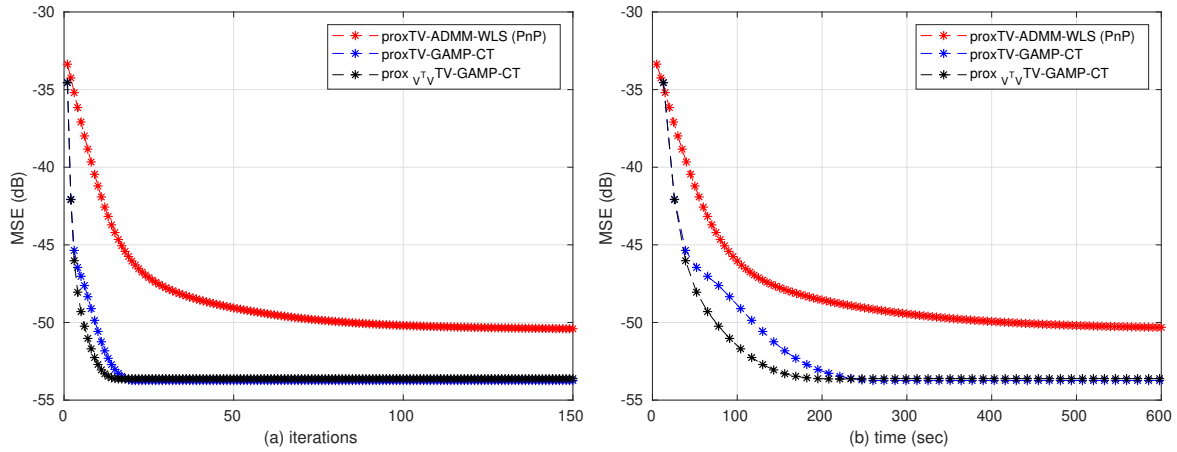 -30
-35
-40
-45
-50
-55
MSE (dB)
0
50
100
150
(a) iterations
proxTV-ADMM-WLS (PnP)
proxTV-GAMP-CT
prox VᵀV TV-GAMP-CT
-30
-35
-40
-45
-50
-55
MSE (dB)
0
100
200
300
400
500
600
(b) time (sec)
proxTV-ADMM-WLS (PnP)
proxTV-GAMP-CT
prox VᵀV TV-GAMP-CT